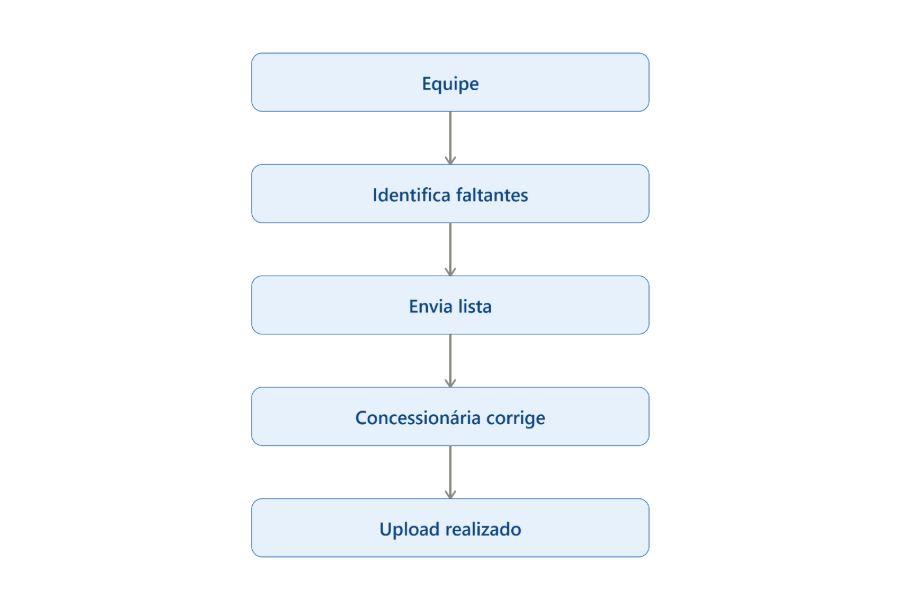 Equipe
Identifica faltantes
Envia lista
Concessionária corrige
Upload realizado